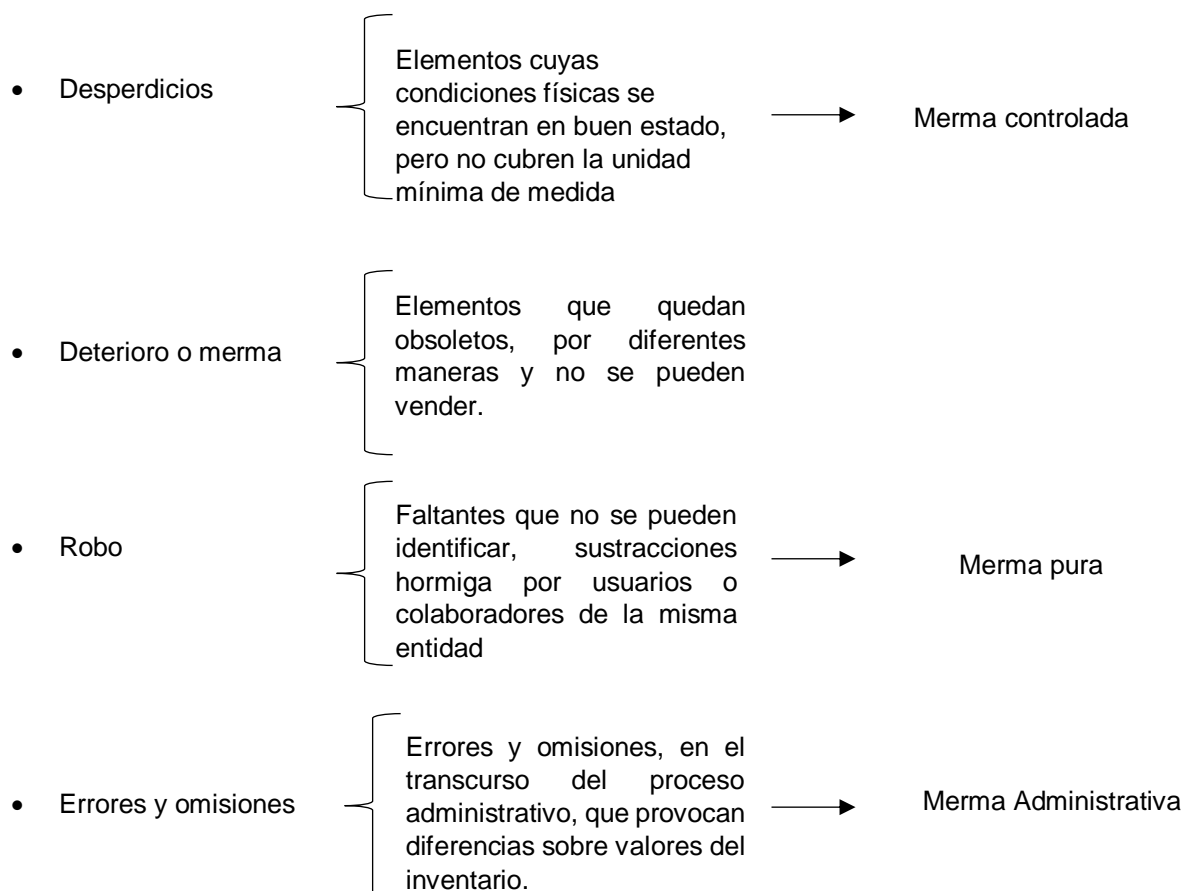 • Desperdicios
Elementos cuyas
condiciones físicas se
encuentran en buen estado,
pero no cubren la unidad
mínima de medida
Merma controlada
• Deterioro o merma
Elementos que quedan
obsoletos, por diferentes
maneras y no se pueden
vender.
• Robo
Faltantes que no se pueden
identificar, sustracciones
hormiga por usuarios o
colaboradores de la misma
entidad
Merma pura
• Errores y omisiones
Errores y omisiones, en el
transcurso del proceso
administrativo, que provocan
diferencias sobre valores del
inventario.
Merma Administrativa